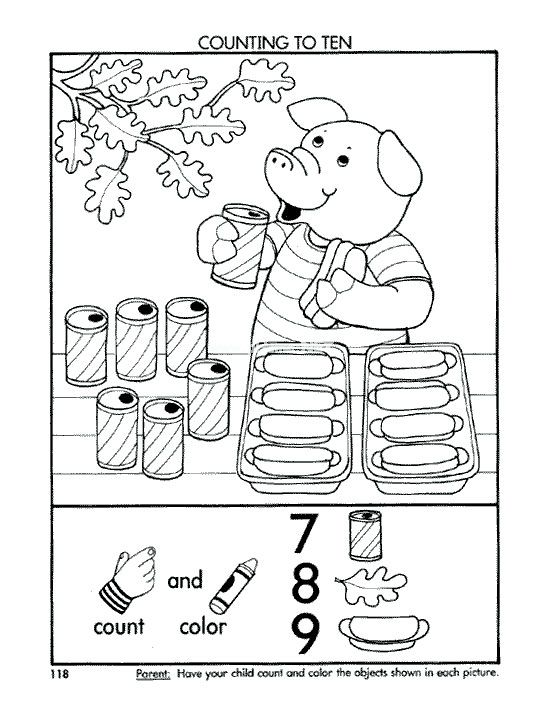 COUNTING TO TEN
7
8
9
and
count color
118 Parent: Have your child count and color the objects shown in each picture.